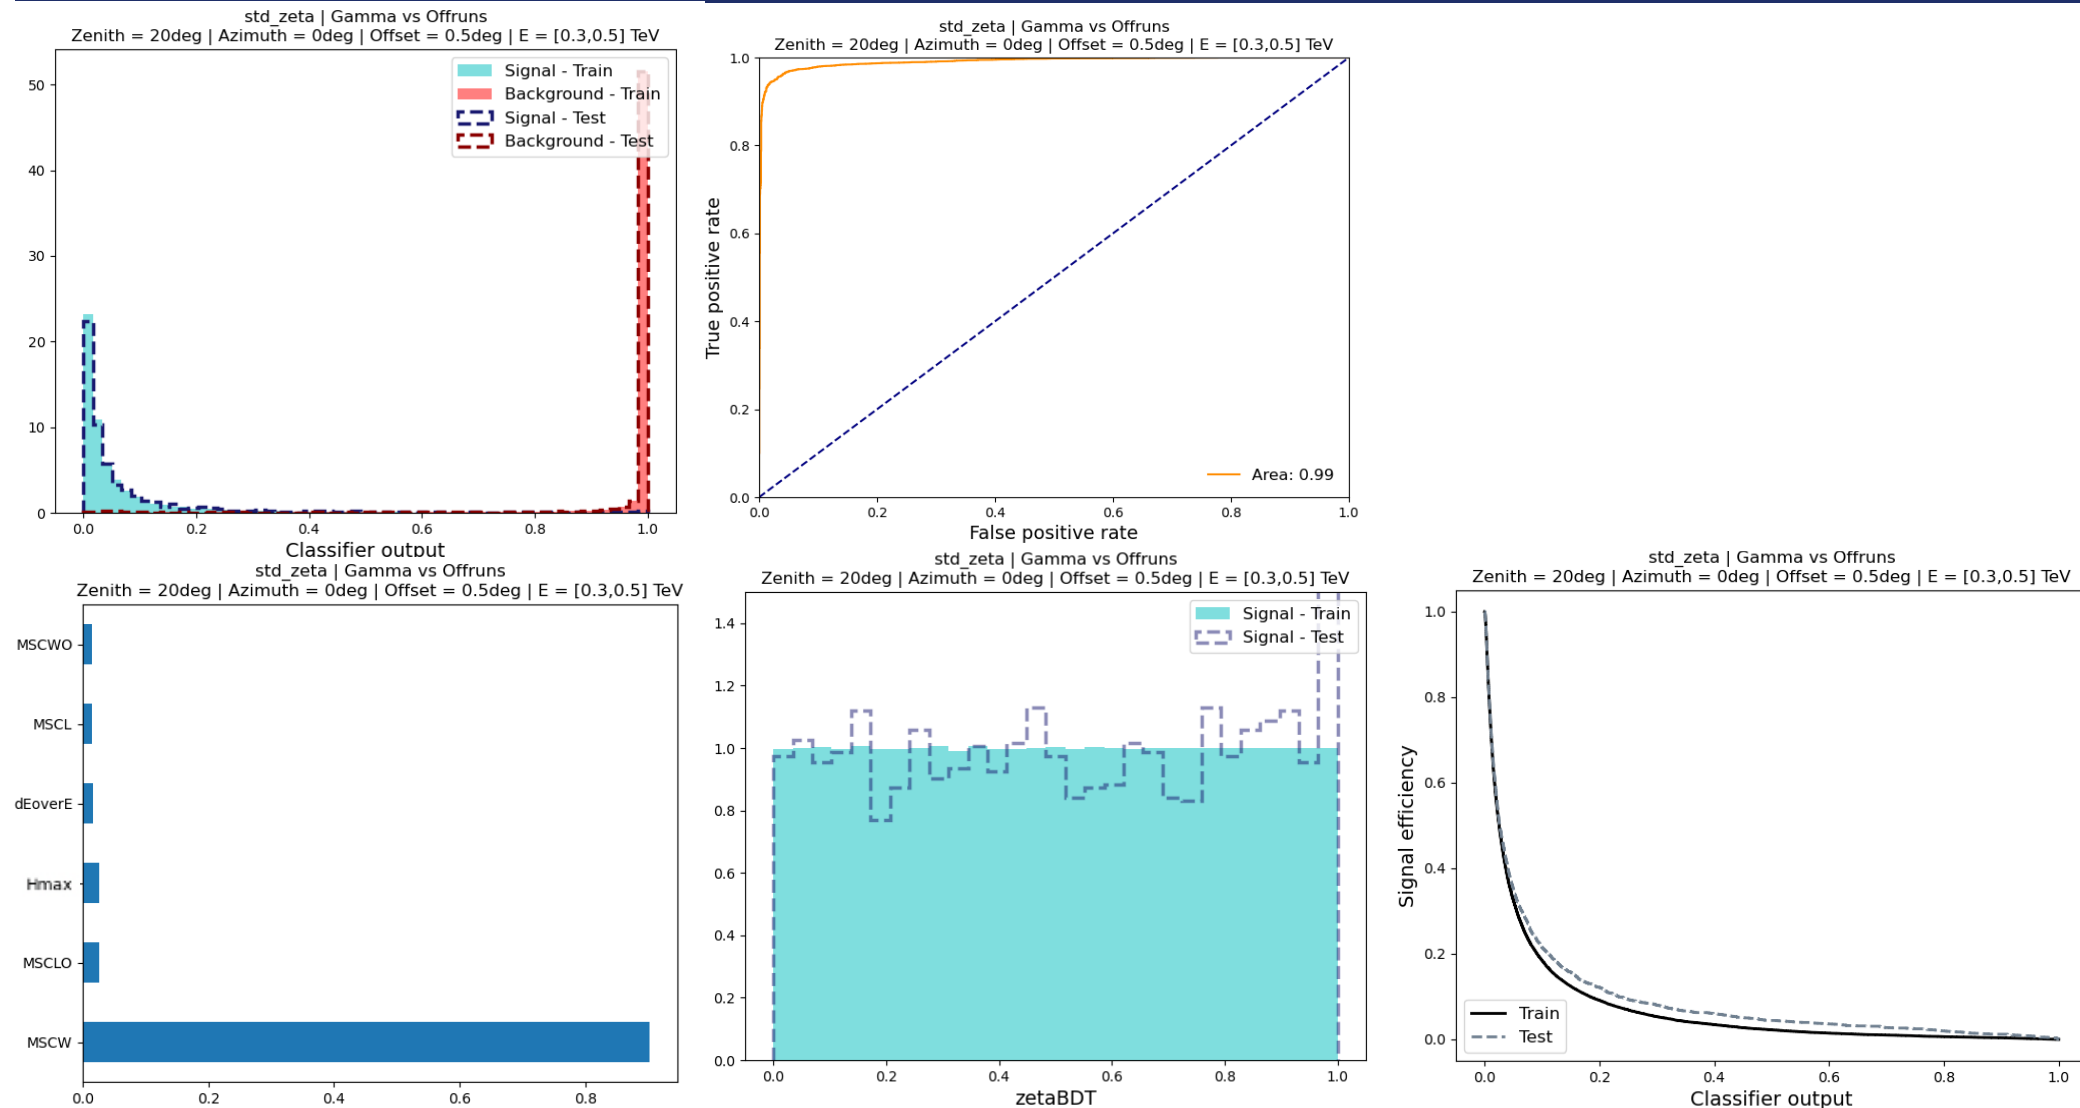 std_zeta | Gamma vs Offruns
Zenith = 20deg | Azimuth = 0deg | Offset = 0.5deg | E = [0.3,0.5] TeV
Signal - Train
Background - Train
Signal - Test
Background - Test
50
40
30
20
10
0
0.0 0.2 0.4 0.6 0.8 1.0
Classifier output
std_zeta | Gamma vs Offruns
Zenith = 20deg | Azimuth = 0deg | Offset = 0.5deg | E = [0.3,0.5] TeV
True positive rate
1.0
0.8
0.6
0.4
0.2
0.0
Area: 0.99
0.0 0.2 0.4 0.6 0.8 1.0
False positive rate
std_zeta | Gamma vs Offruns
Zenith = 20deg | Azimuth = 0deg | Offset = 0.5deg | E = [0.3,0.5] TeV
MSCWO
MSCL
dEoverE
Hmax
MSCLO
MSCW
0.0 0.2 0.4 0.6 0.8
std_zeta | Gamma vs Offruns
Zenith = 20deg | Azimuth = 0deg | Offset = 0.5deg | E = [0.3,0.5] TeV
Signal - Train
Signal - Test
1.4
1.2
1.0
0.8
0.6
0.4
0.2
0.0
0.0 0.2 0.4 0.6 0.8 1.0
zetaBDT
std_zeta | Gamma vs Offruns
Zenith = 20deg | Azimuth = 0deg | Offset = 0.5deg | E = [0.3,0.5] TeV
Signal efficiency
1.0
0.8
0.6
0.4
0.2
0.0
Train
Test
0.0 0.2 0.4 0.6 0.8 1.0
Classifier output